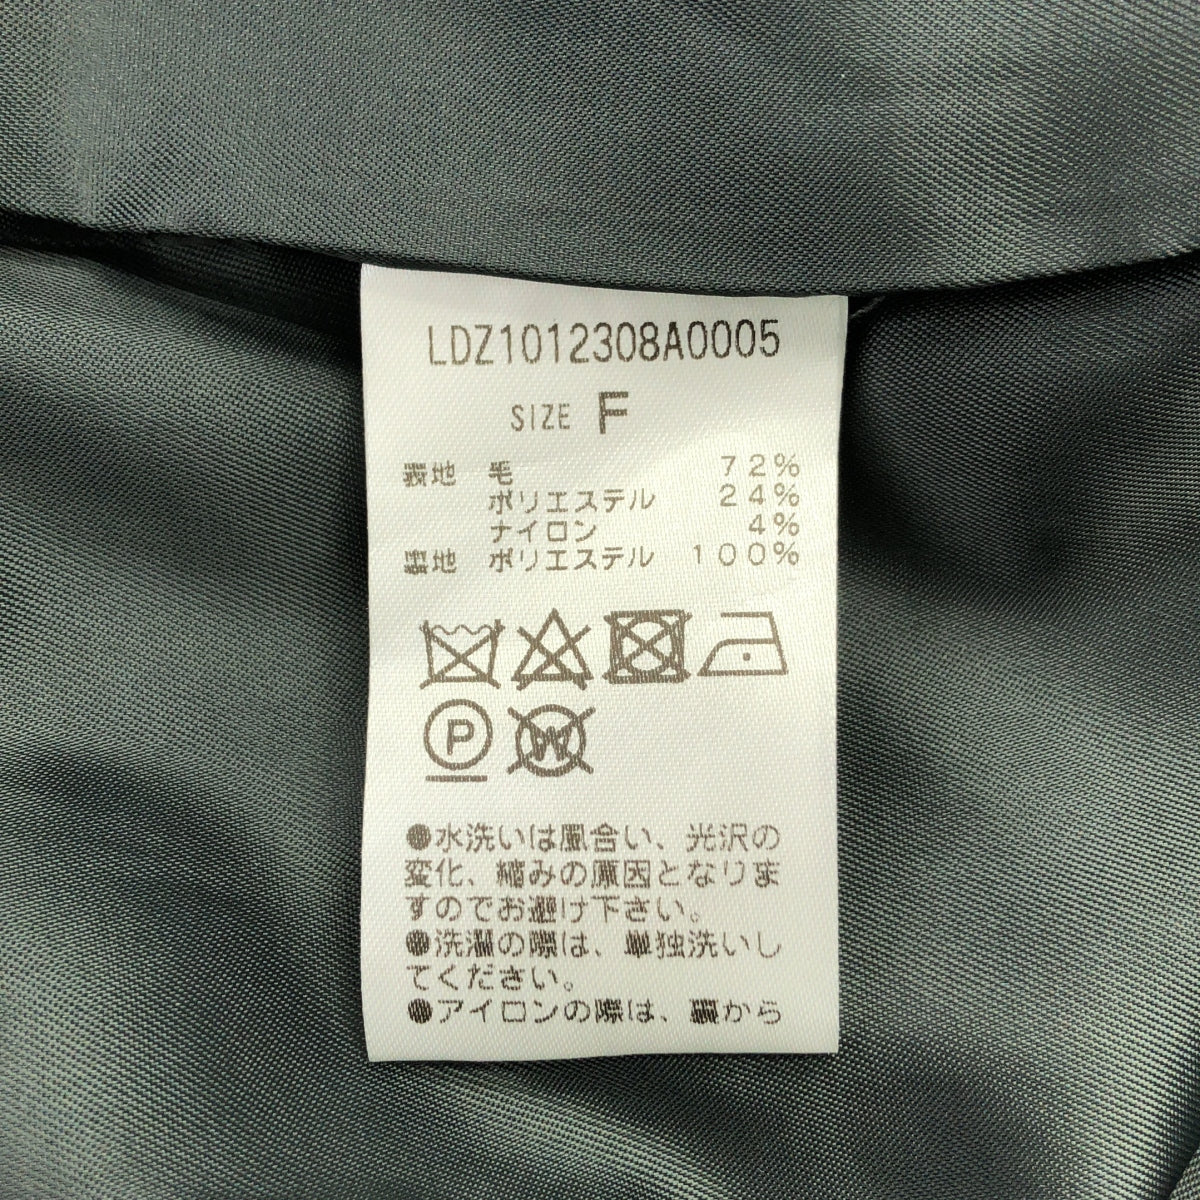 LDZ1012308A0005
SIZE F
表地 毛 72%
ポリエステル 24%
ナイロン 4%
裏地 ポリエステル 100%
P W
●水洗いは風合い、光沢の
変化、縮みの原因となりま
すのでお避け下さい。
●洗濯の際は、単独洗いし
てください。
●アイロンの際は、裏から